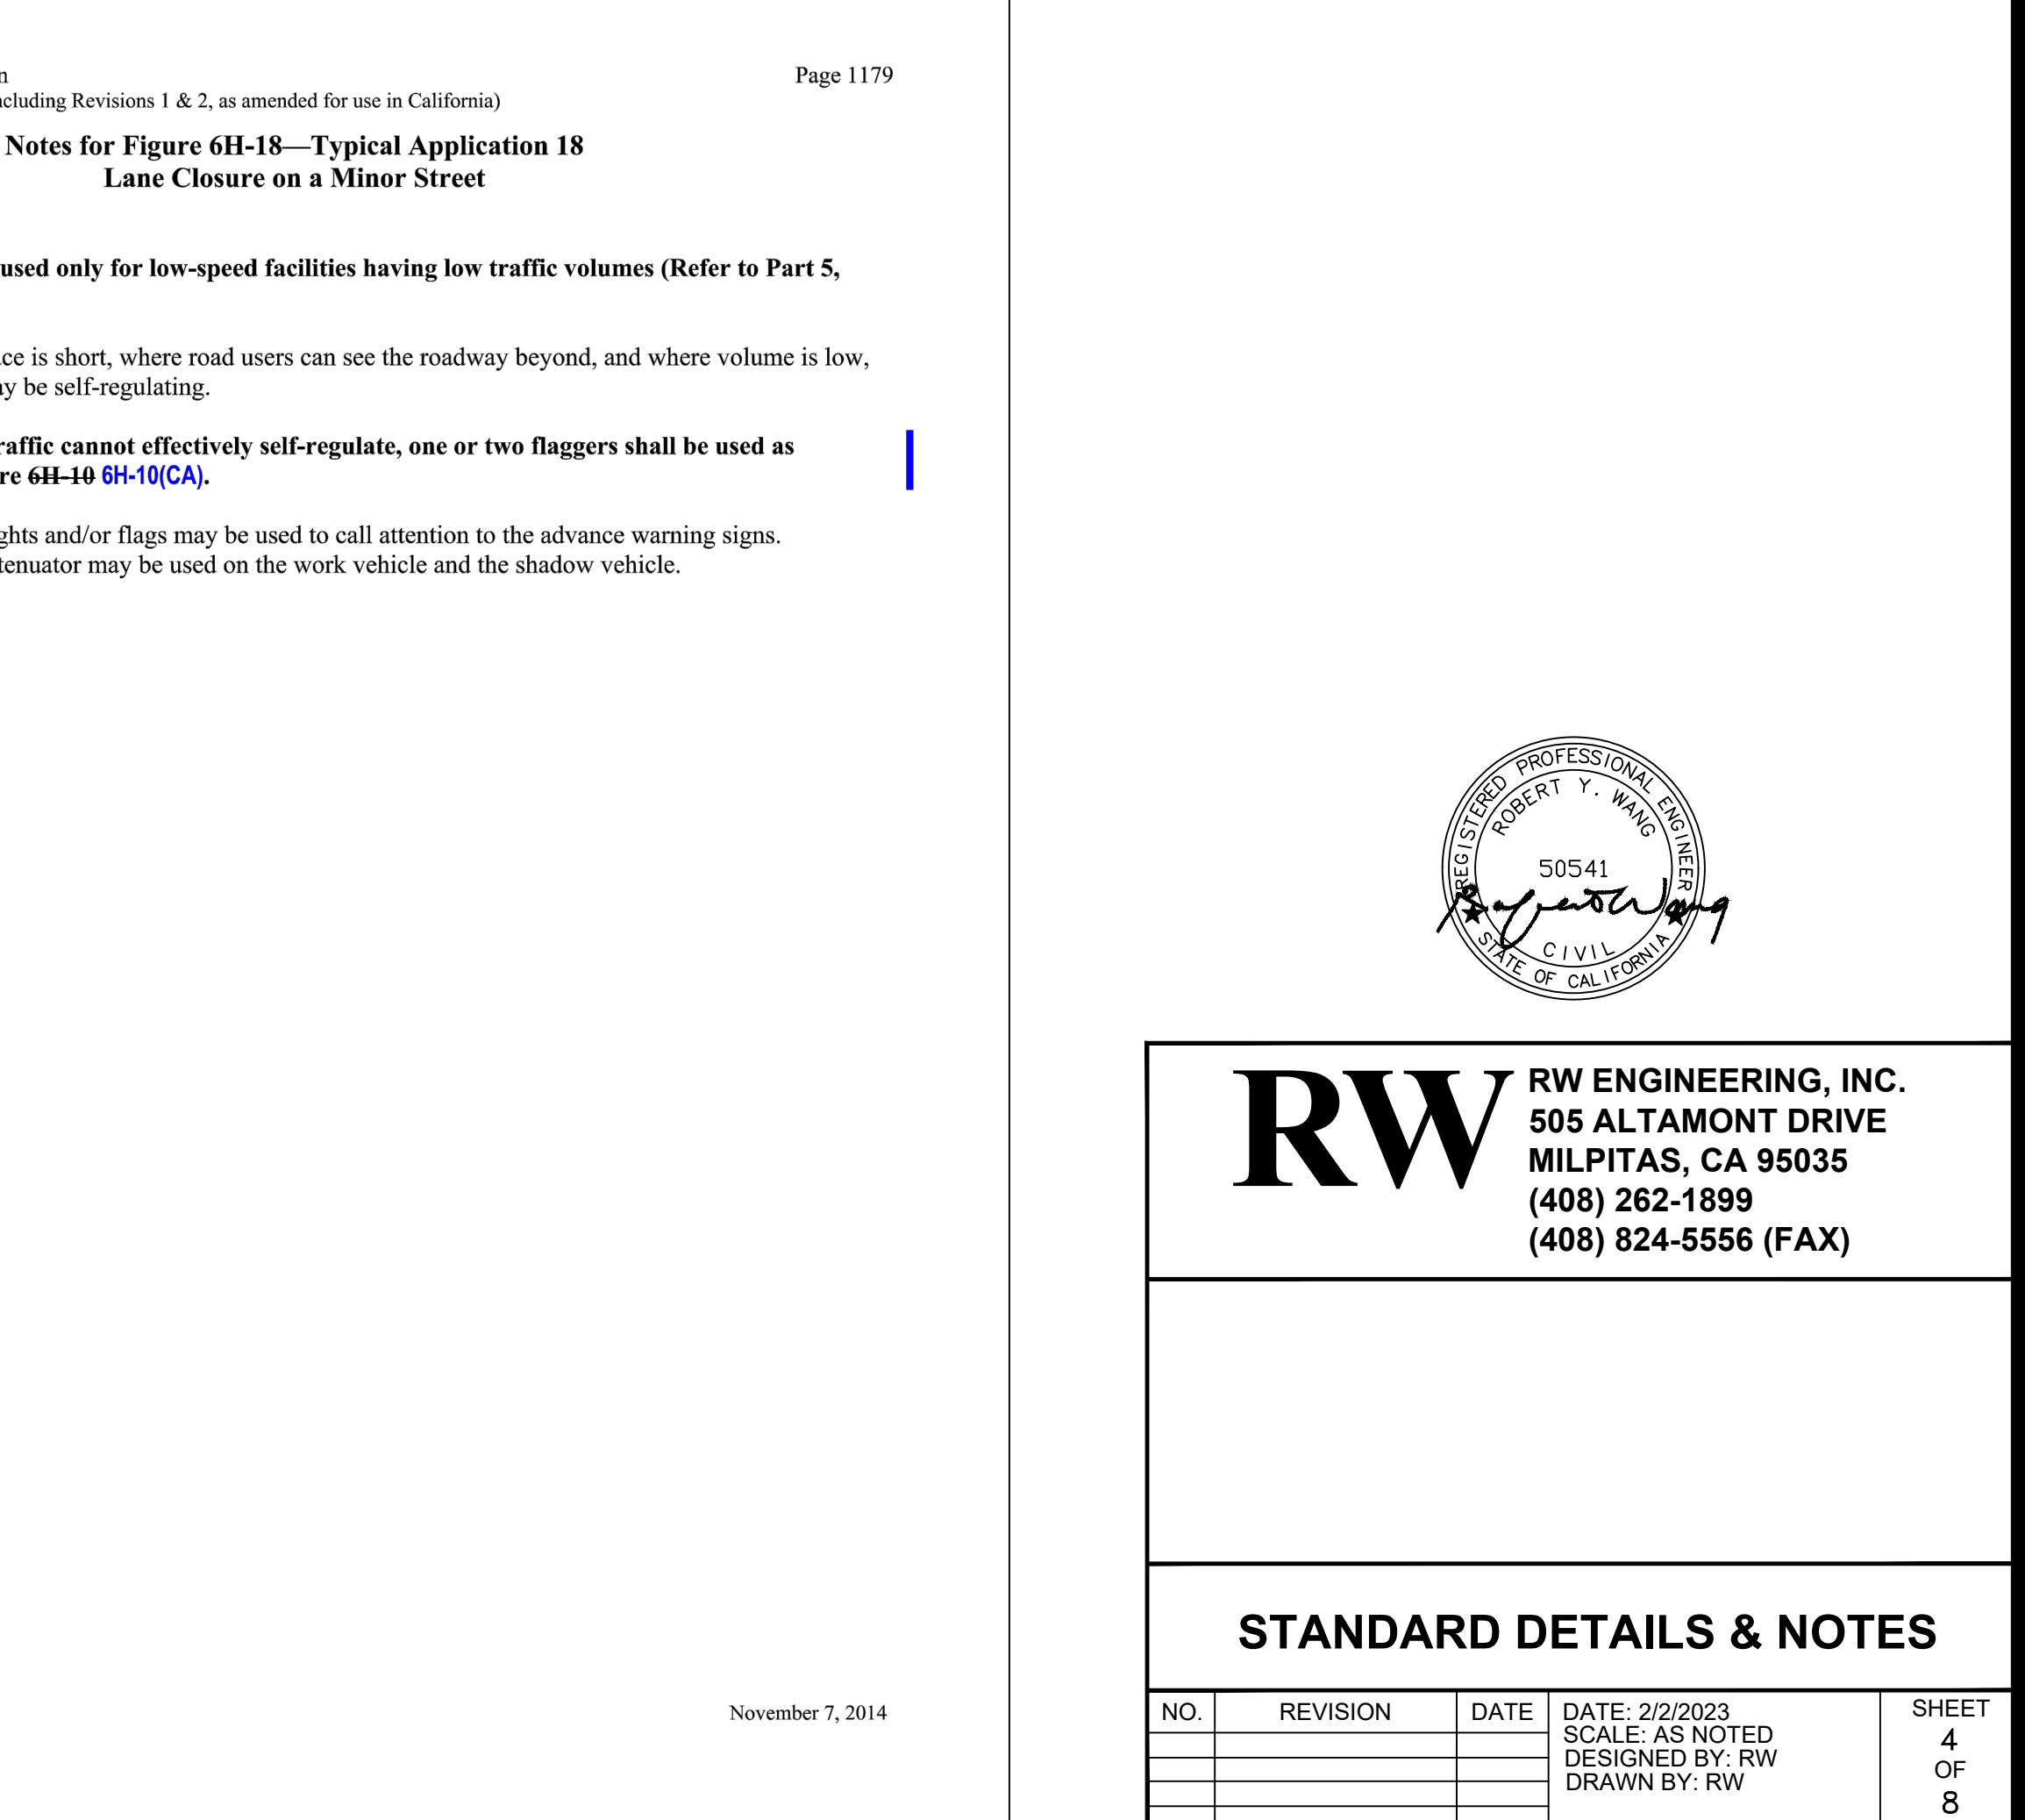 n
Page 1179
cluding Revisions 1 & 2, as amended for use in California)
Notes for Figure 6H-18—Typical Application 18
Lane Closure on a Minor Street
used only for low-speed facilities having low traffic volumes (Refer to Part 5,
ce is short, where road users can see the roadway beyond, and where volume is low,
y be self-regulating.
raffic cannot effectively self-regulate, one or two flaggers shall be used as
re 6H-10 6H-10(CA).
ghts and/or flags may be used to call attention to the advance warning signs.
tenuator may be used on the work vehicle and the shadow vehicle.
November 7, 2014
REGISTERED PROFESSIONAL ENGINEER
ROBERT Y. WANG
50541
Robert Wang
CIVIL
STATE OF CALIFORNIA
RW
RW ENGINEERING, INC.
505 ALTAMONT DRIVE
MILPITAS, CA 95035
(408) 262-1899
(408) 824-5556 (FAX)
STANDARD DETAILS & NOTES
NO. REVISION DATE
DATE: 2/2/2023
SCALE: AS NOTED
DESIGNED BY: RW
DRAWN BY: RW
SHEET
4
OF
8